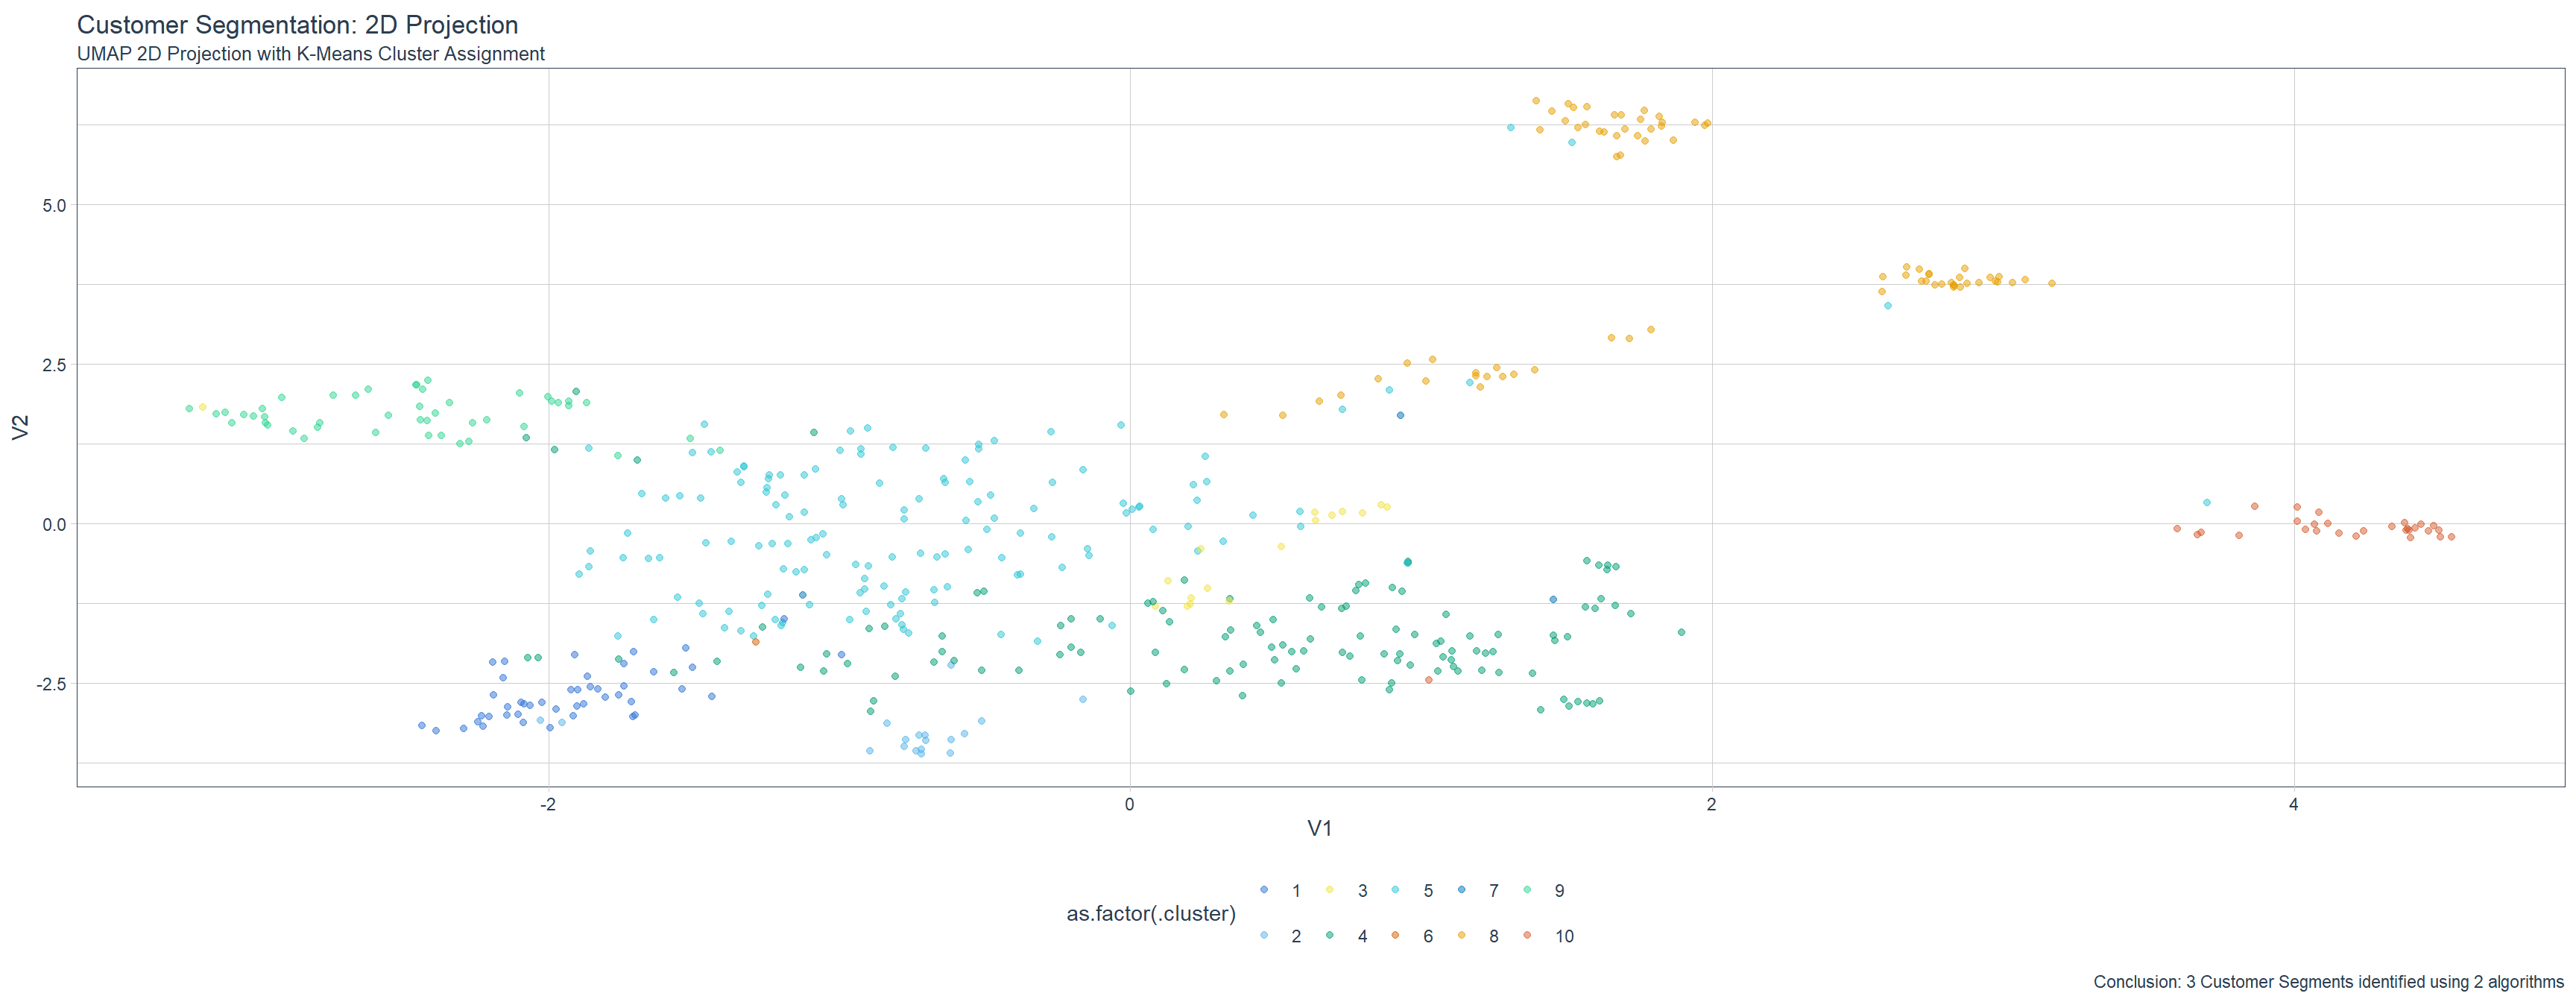 Customer Segmentation: 2D Projection
UMAP 2D Projection with K-Means Cluster Assignment
V2
5.0
2.5
0.0
-2.5
-2 0 2 4
V1
as.factor(.cluster)
1 3 5 7 9
2 4 6 8 10
Conclusion: 3 Customer Segments identified using 2 algorithms